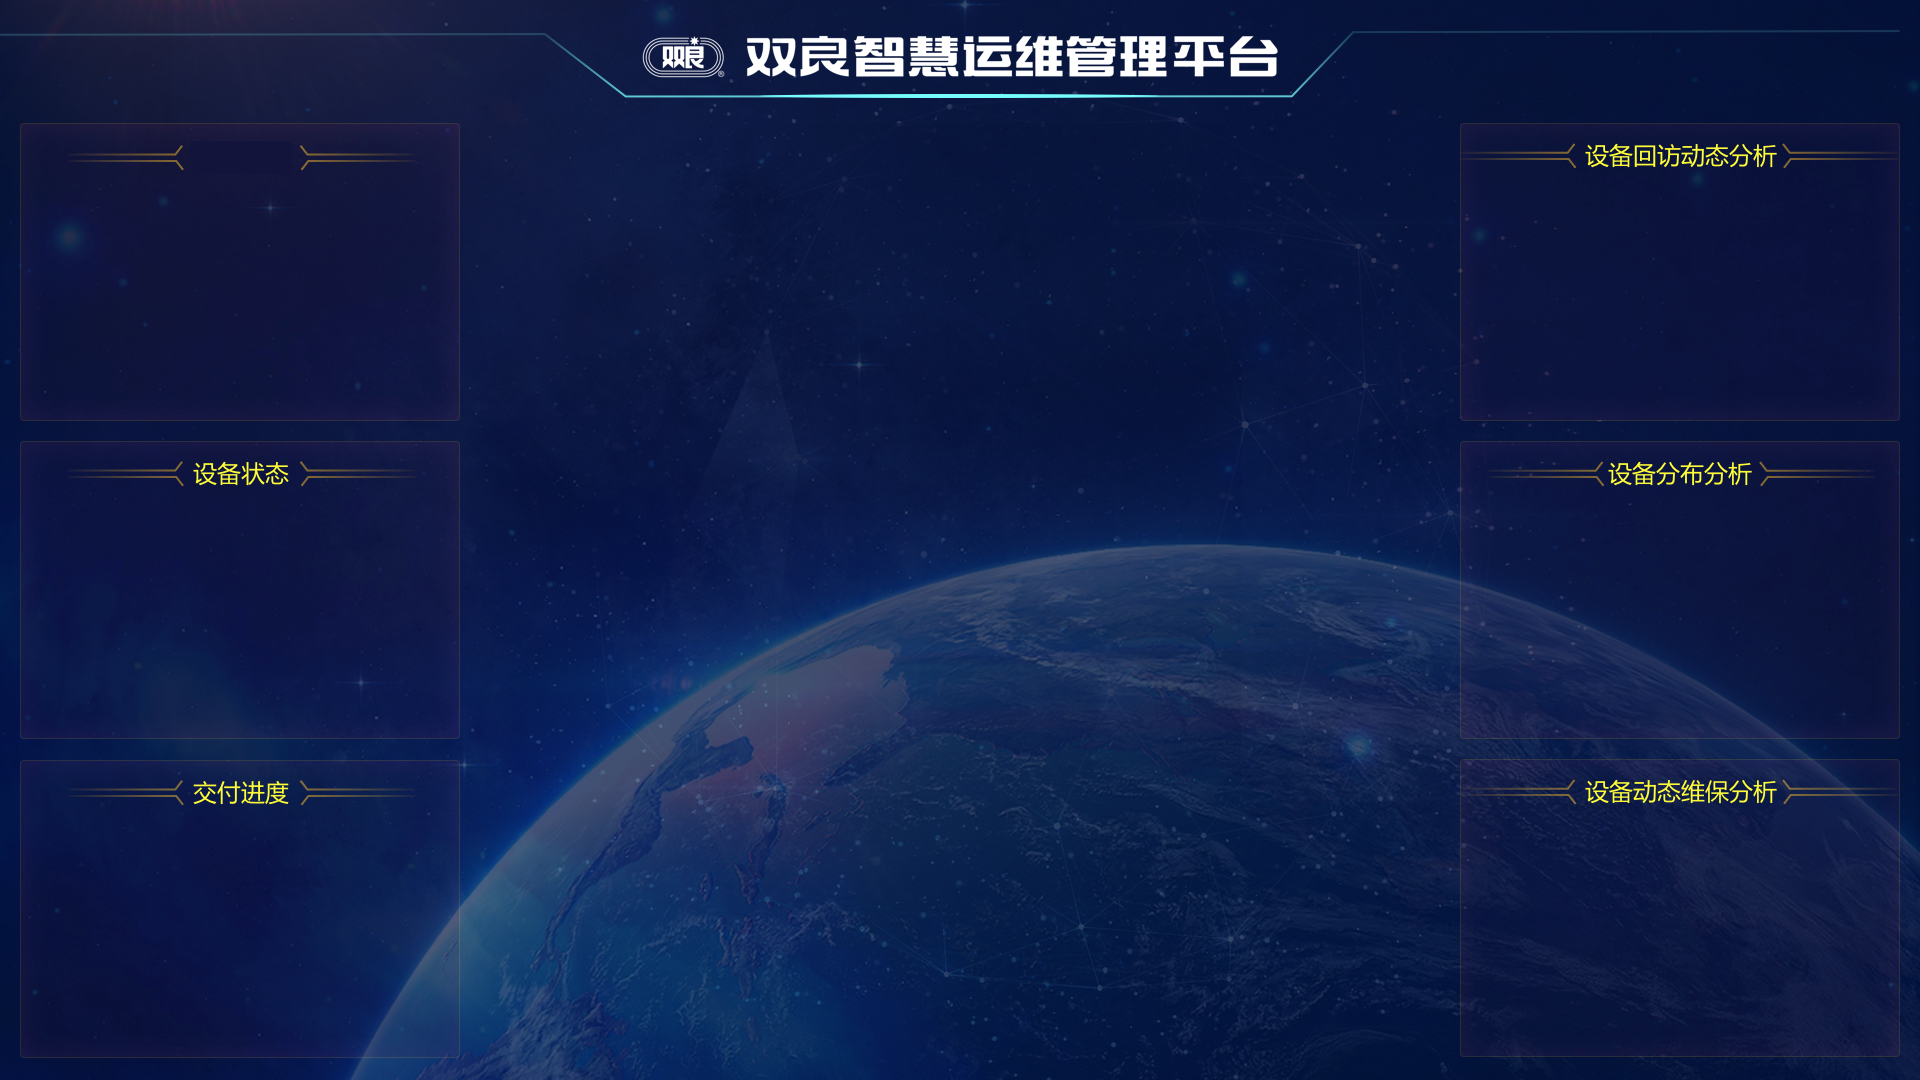 双良® 双良智慧运维管理平台
设备回访动态分析
设备状态
设备分布分析
交付进度
设备动态维保分析